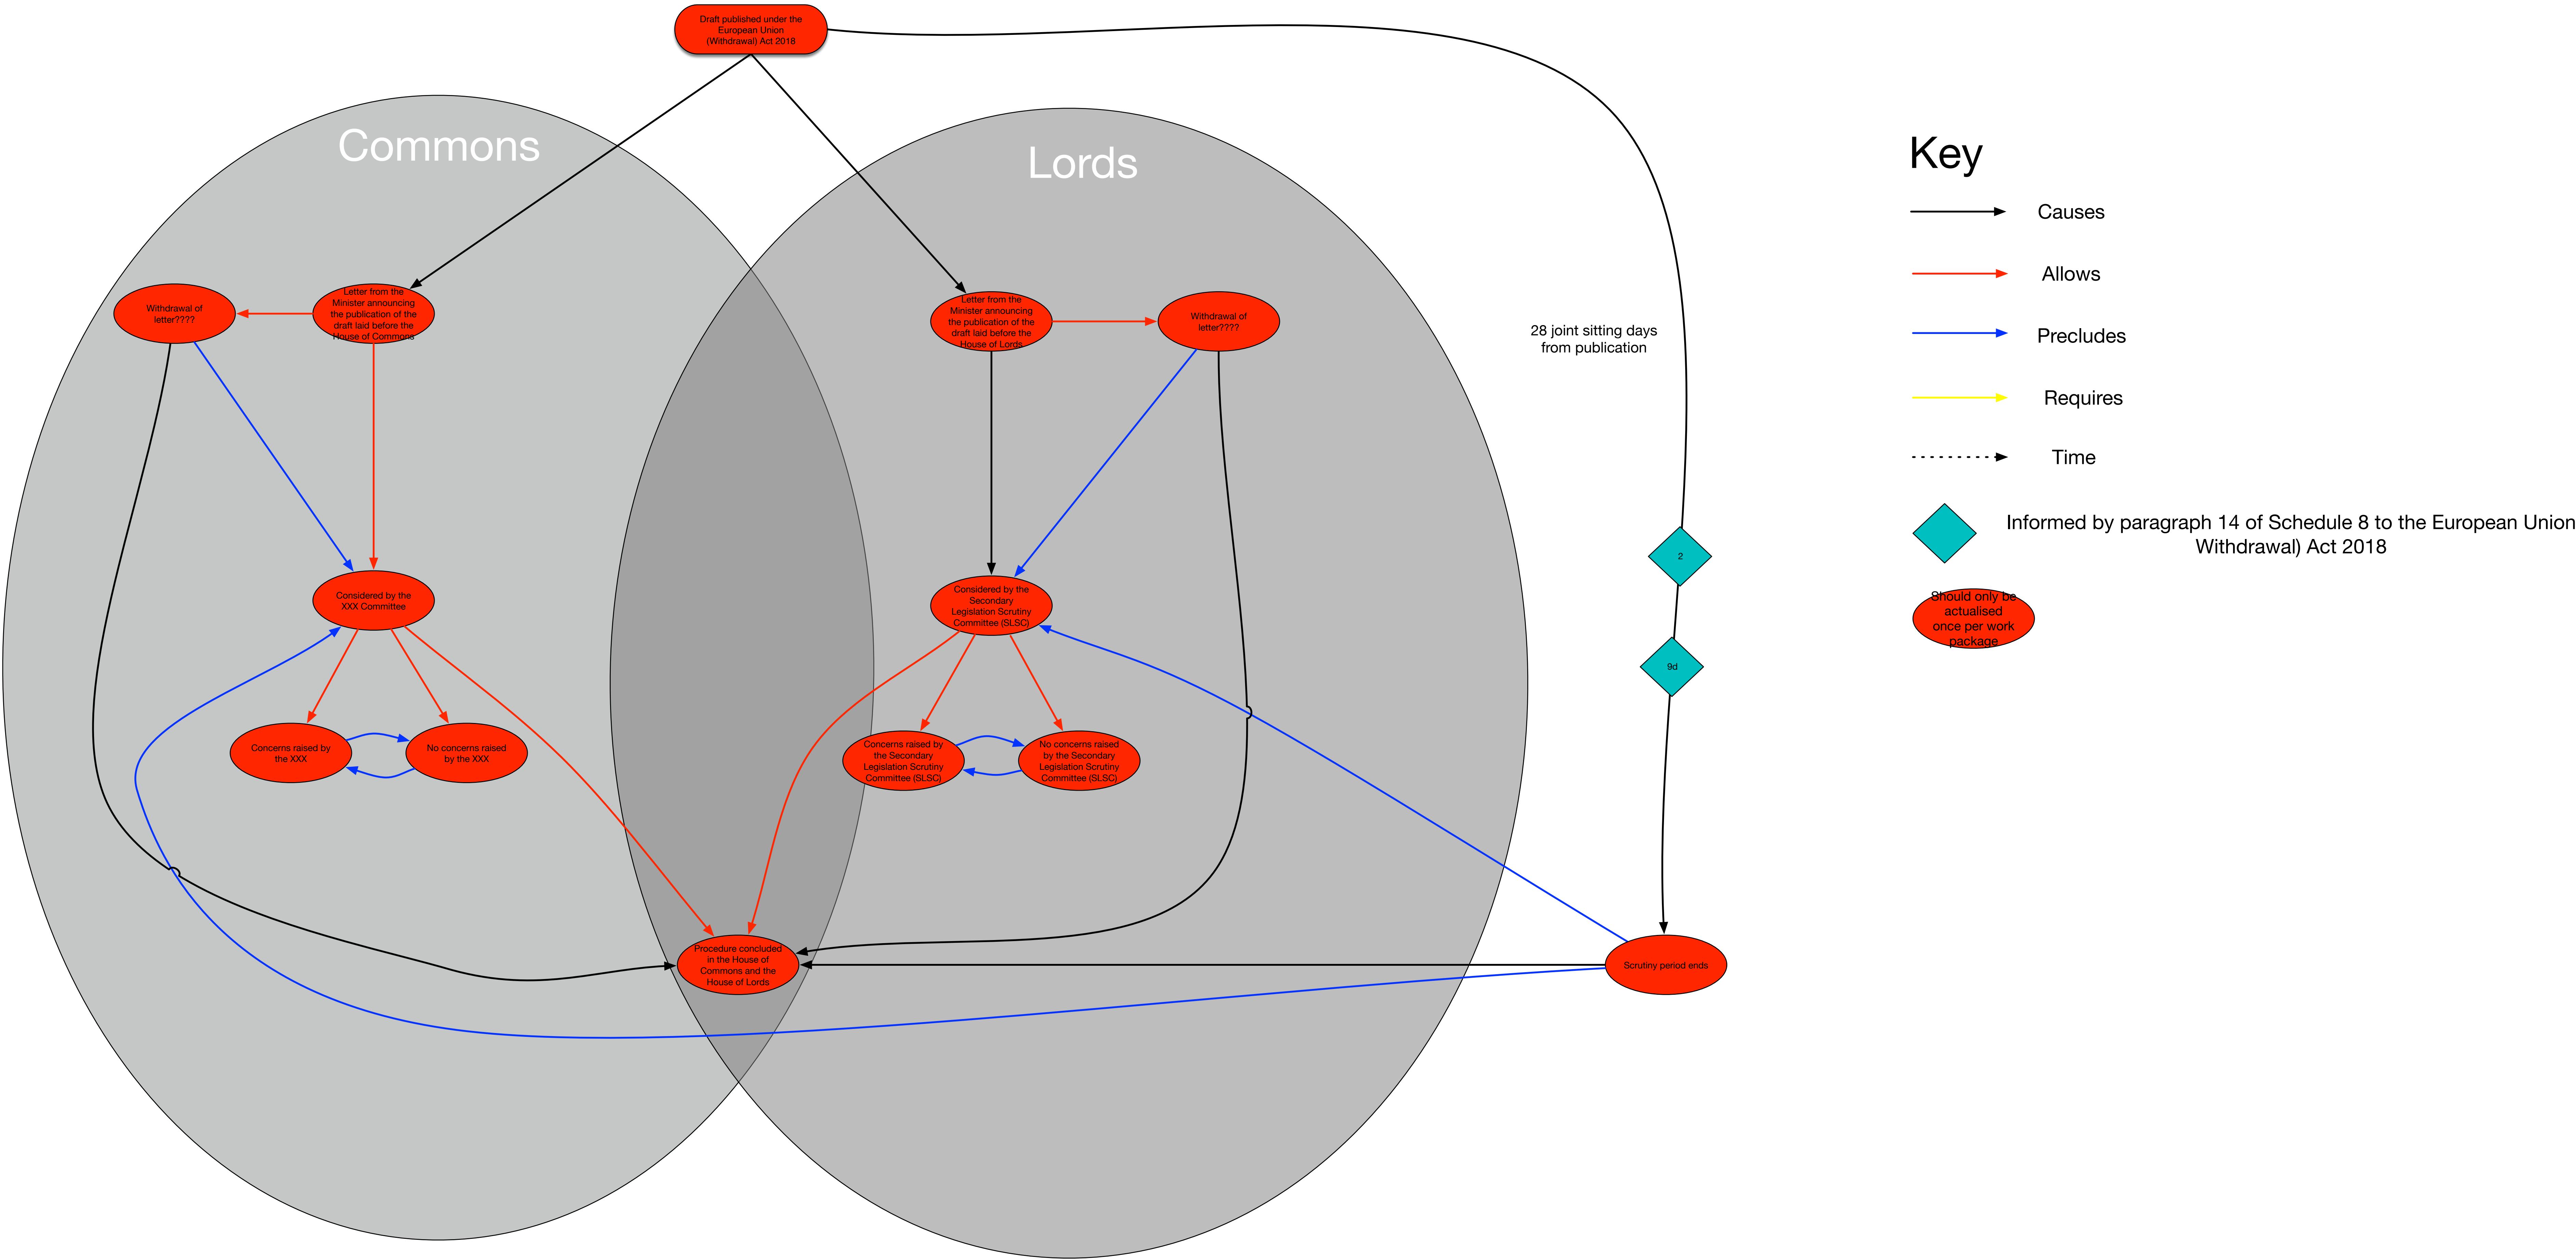 Draft published under the
European Union
(Withdrawal) Act 2018
Commons
Lords
Withdrawal of
letter????
Letter from the
Minister announcing
the publication of the
draft laid before the
House of Commons
Letter from the
Minister announcing
the publication of the
draft laid before the
House of Lords
Withdrawal of
letter????
28 joint sitting days
from publication
Considered by the
XXX Committee
Considered by the
Secondary
Legislation Scrutiny
Committee (SLSC)
2
9d
Concerns raised by
the XXX
No concerns raised
by the XXX
Concerns raised by
the Secondary
Legislation Scrutiny
Committee (SLSC)
No concerns raised
by the Secondary
Legislation Scrutiny
Committee (SLSC)
Procedure concluded
in the House of
Commons and the
House of Lords
Scrutiny period ends
Key
Causes
Allows
Precludes
Requires
Time
Informed by paragraph 14 of Schedule 8 to the European Union
Withdrawal) Act 2018
Should only be
actualised
once per work
package